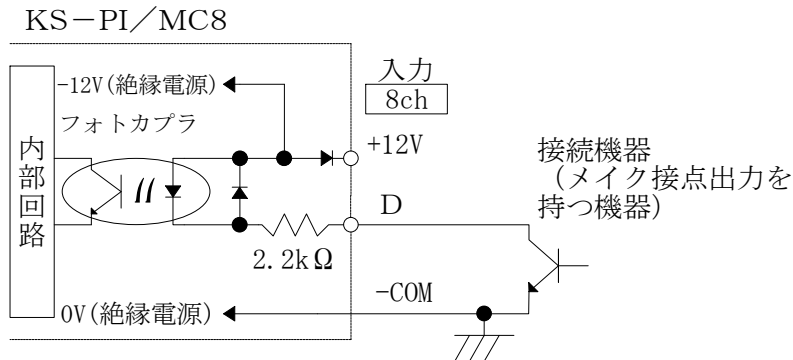 KS－PI／MC8
-12V(絶縁電源)
フォトカプラ
内部回路
入力
8ch
+12V
D
2.2kΩ
-COM
0V(絶縁電源)
接続機器
（メイク接点出力を
持つ機器）